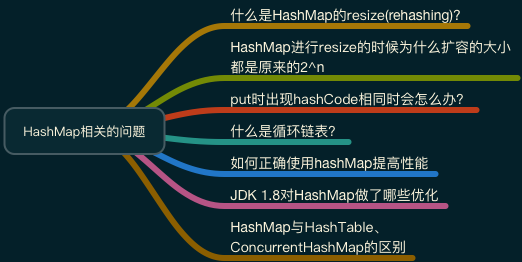 什么是HashMap的resize(rehashing)?
HashMap进行resize的时候为什么扩容的大小
都是原来的2^n
put时出现hashCode相同时会怎么办?
HashMap相关的问题
什么是循环链表?
如何正确使用hashMap提高性能
JDK 1.8对HashMap做了哪些优化
HashMap与HashTable、
ConcurrentHashMap的区别